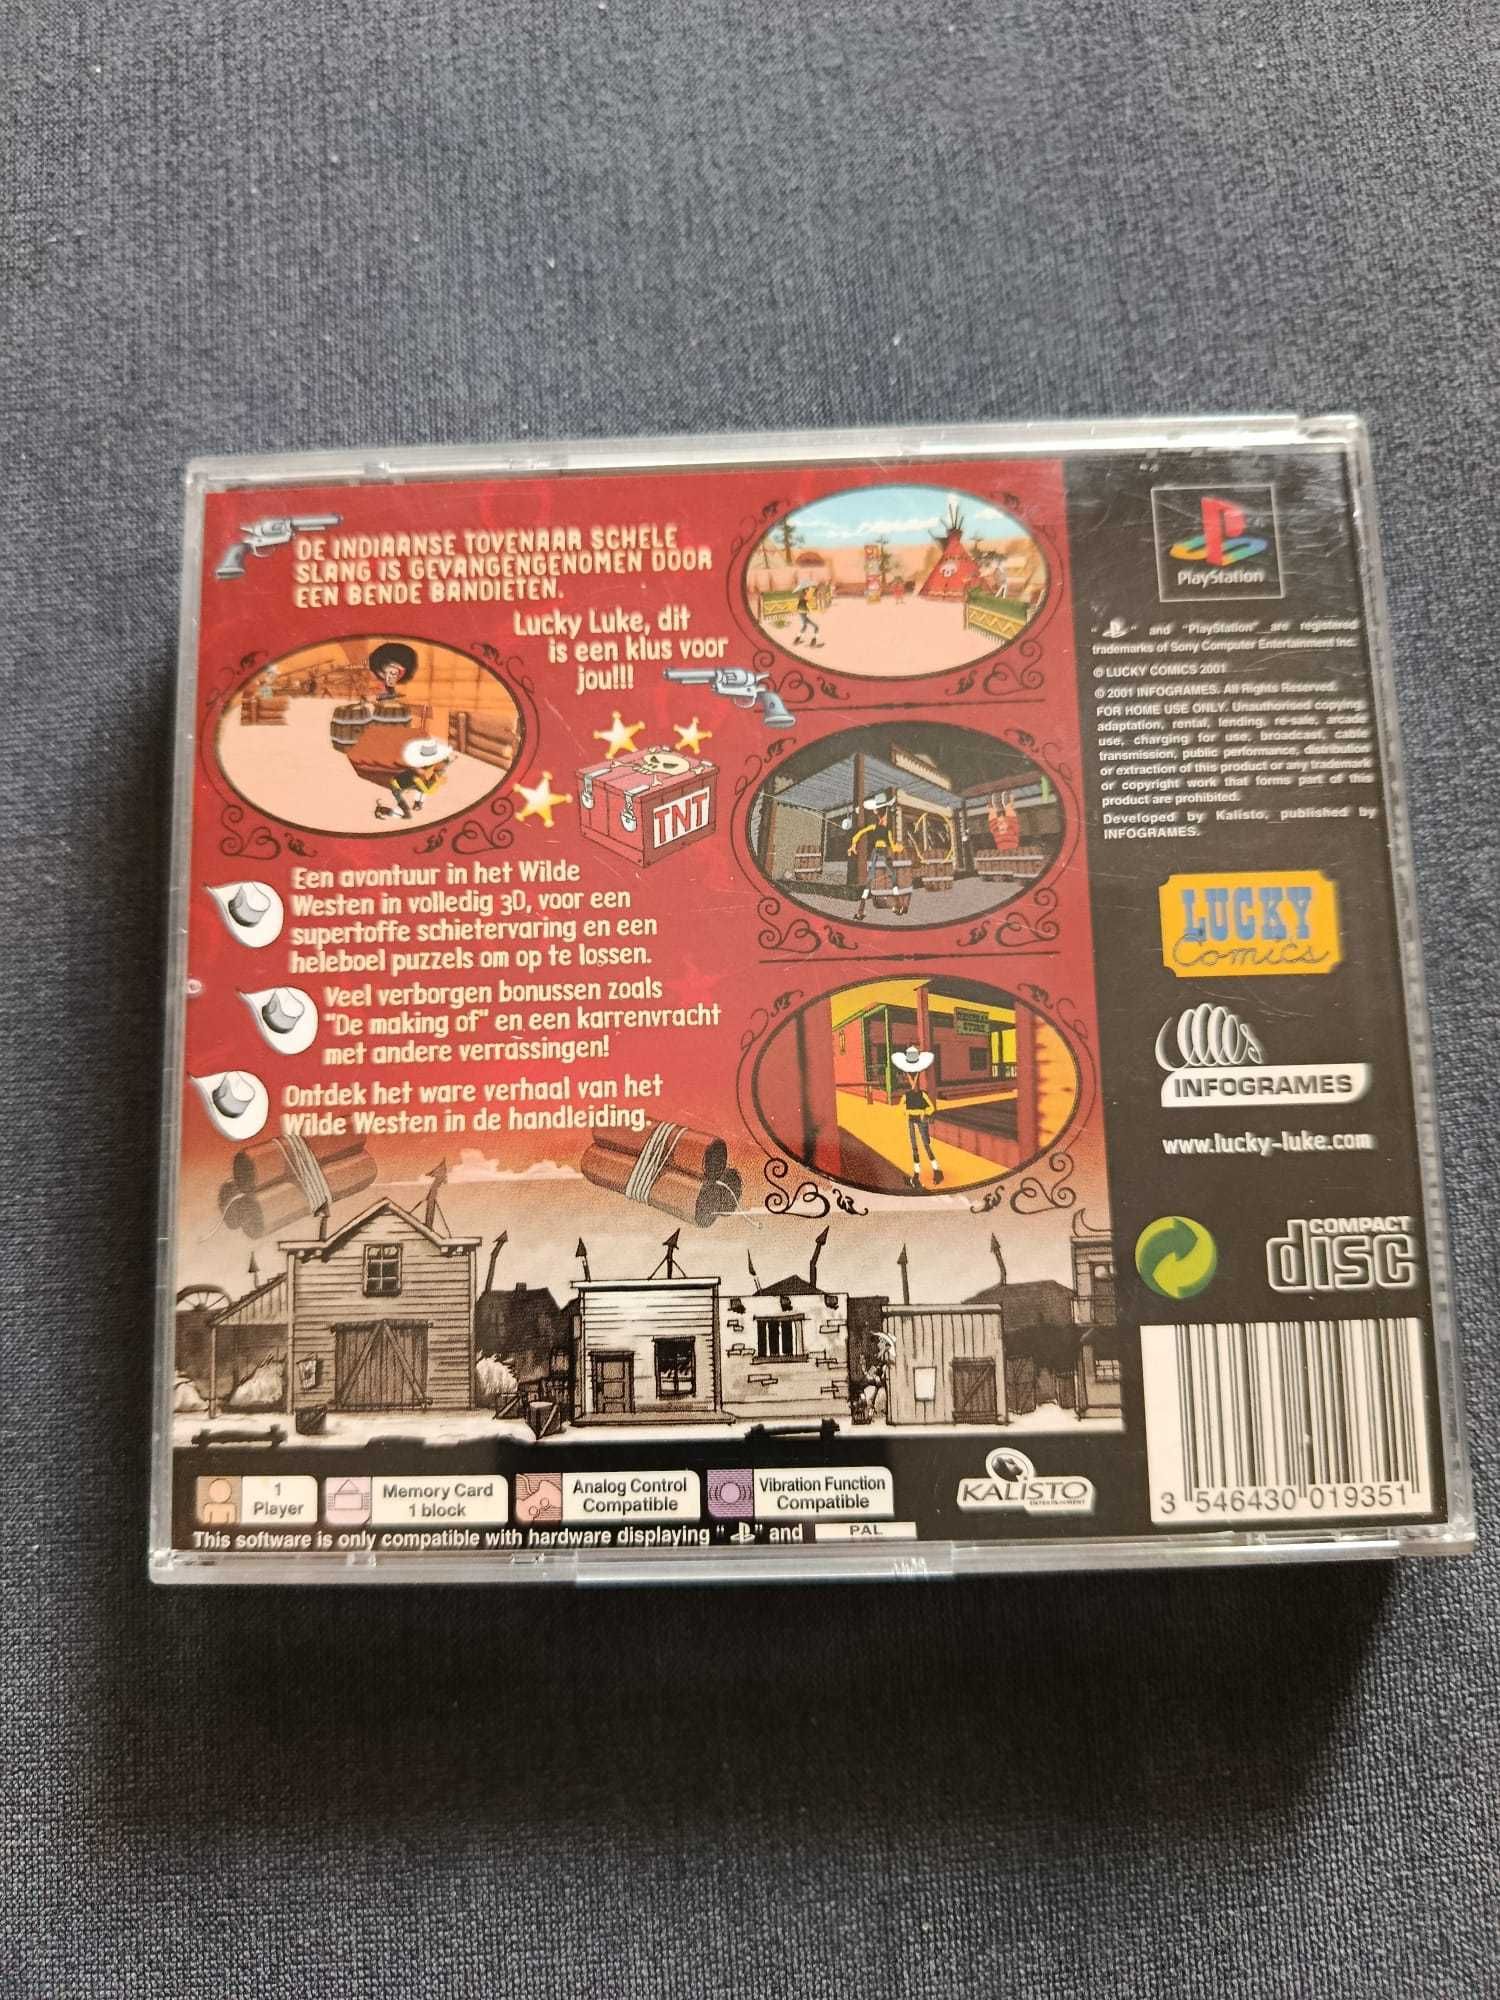 DE INDIAANSE TOVENAAR SCHELE
SLANG IS GEVANGENGENOMEN DOOR
EEN BENDE BANDIETEN.
Lucky Luke, dit
is een klus voor
jou!!!
TNT
Een avontuur in het Wilde
Westen in volledig 3D, voor een
supertoffe schietervaring en een
heleboel puzzels om op te lossen.
Veel verborgen bonussen zoals
"De making of" en een karrenvracht
met andere verrassingen!
Ontdek het ware verhaal van het
Wilde Westen in de handleiding.
GENERAL
STORE
PlayStation
" " and "PlayStation" are registered
trademarks of Sony Computer Entertainment Inc.
© LUCKY COMICS 2001
© 2001 INFOGRAMES. All Rights Reserved.
FOR HOME USE ONLY. Unauthorised copying,
adaptation, rental, lending, re-sale, arcade
use, charging for use, broadcast, cable
transmission, public performance, distribution
or extraction of this product or any trademark
or copyright work that forms part of this
product are prohibited.
Developed by Kalisto, published by
INFOGRAMES.
LUCKY
Comics
INFOGRAMES
www.lucky-luke.com
COMPACT
disc
3 546430 019351
1
Player
Memory Card
1 block
Analog Control
Compatible
Vibration Function
Compatible
KALISTO
ENTERTAINMENT
This software is only compatible with hardware displaying " " and PAL